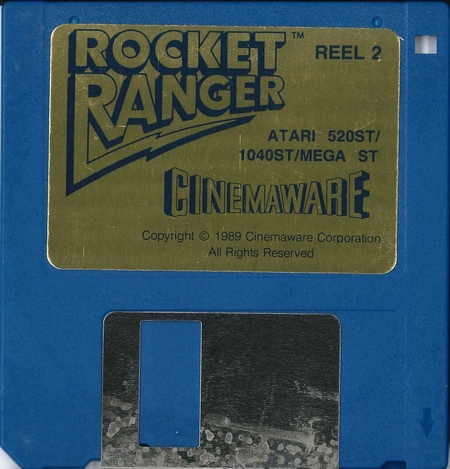 ROCKET™ REEL 2
RANGER
ATARI 520ST/
1040ST/MEGA ST
CINEMAWARE
Copyright © 1989 Cinemaware Corporation
All Rights Reserved